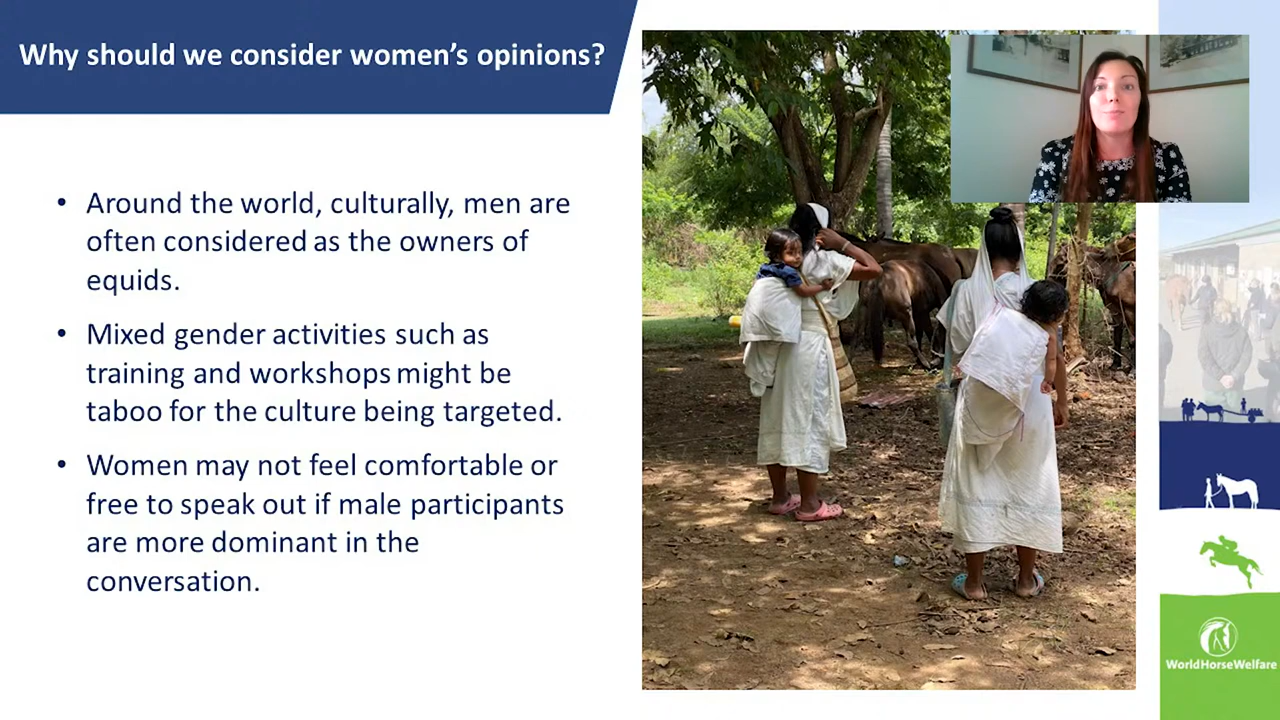 Why should we consider women's opinions?
• Around the world, culturally, men are
often considered as the owners of
equids.
• Mixed gender activities such as
training and workshops might be
taboo for the culture being targeted.
• Women may not feel comfortable or
free to speak out if male participants
are more dominant in the
conversation.
WorldHorseWelfare